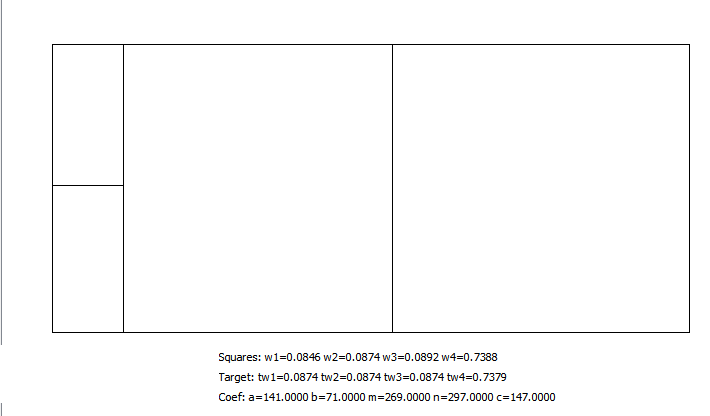 Squares: w1=0.0846 w2=0.0874 w3=0.0892 w4=0.7388
Target: tw1=0.0874 tw2=0.0874 tw3=0.0874 tw4=0.7379
Coef: a=141.0000 b=71.0000 m=269.0000 n=297.0000 c=147.0000